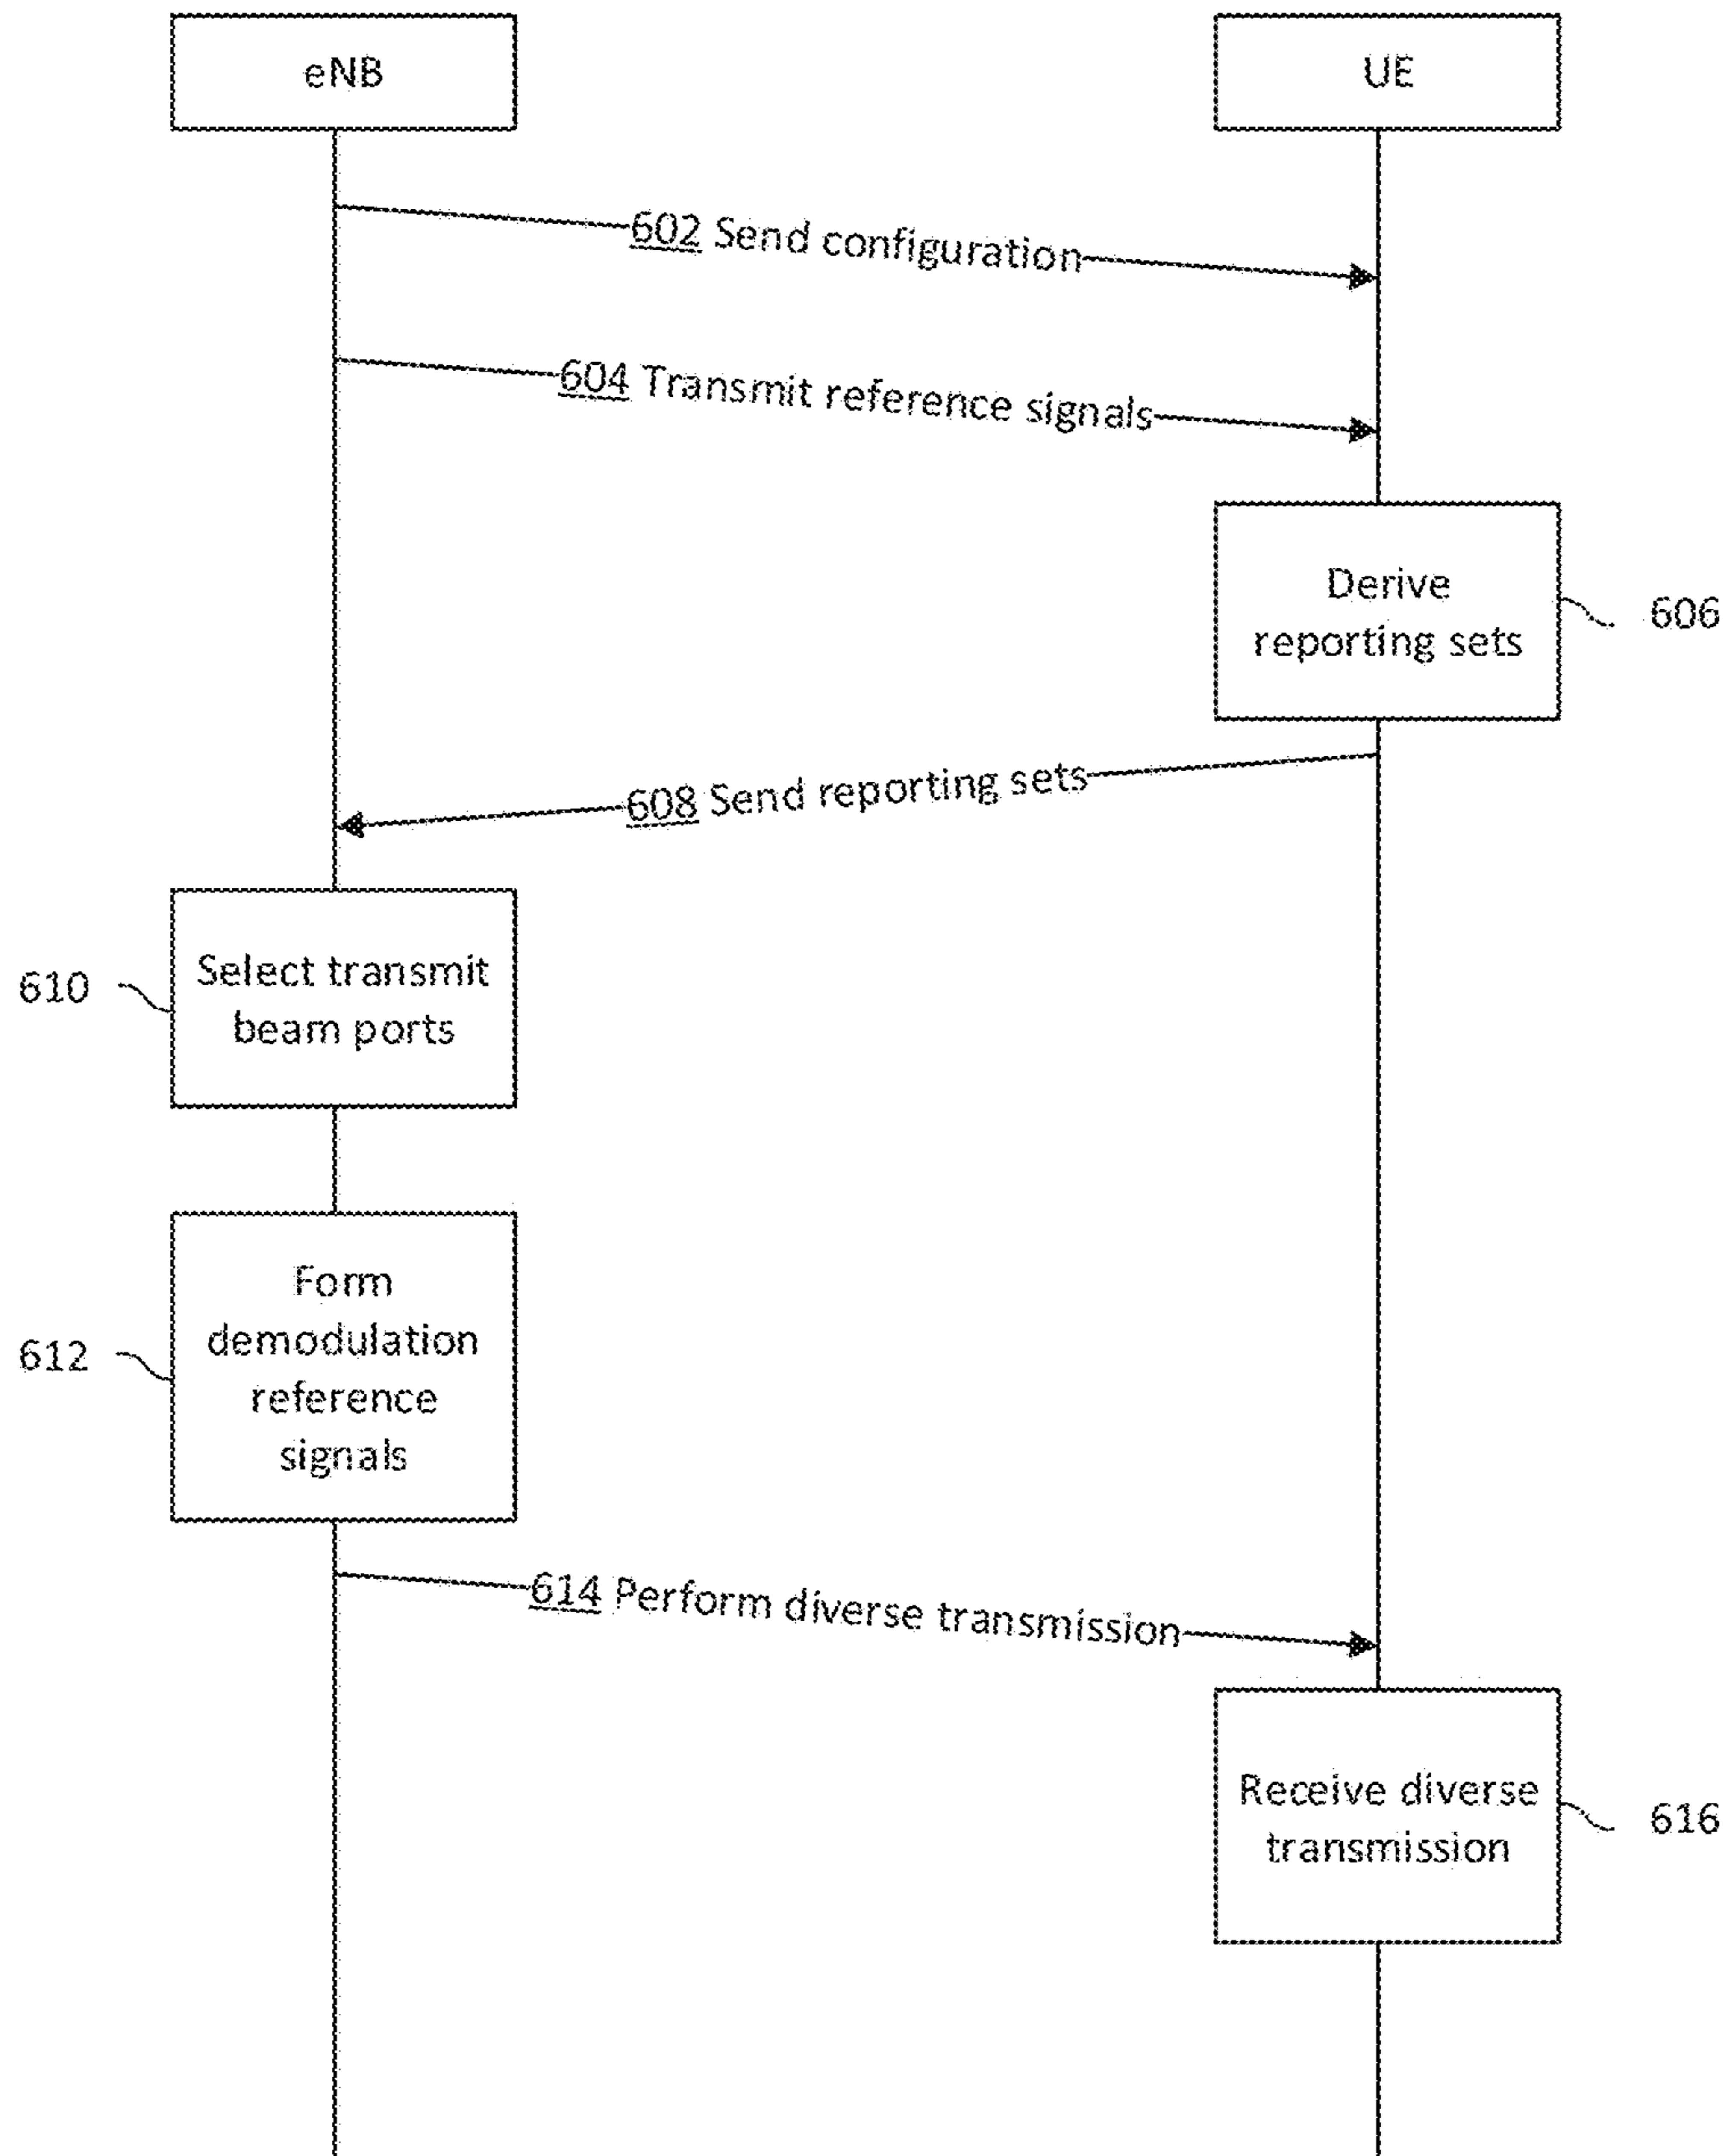 eNB
UE
602 Send configuration
604 Transmit reference signals
Derive
reporting sets
606
608 Send reporting sets
610
Select transmit
beam ports
612
Form
demodulation
reference
signals
614 Perform diverse transmission
Receive diverse
transmission
616